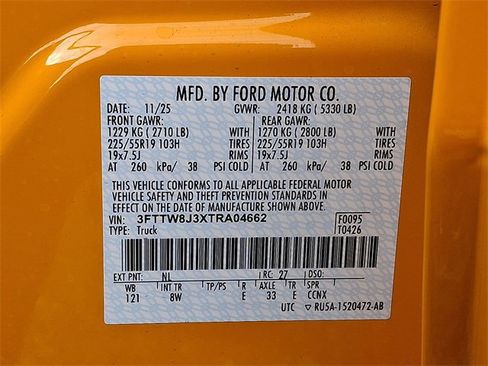 MFD. BY FORD MOTOR CO.
DATE: 11/25 GVWR: 2418 KG ( 5330 LB)
FRONT GAWR: REAR GAWR:
1229 KG ( 2710 LB) WITH 1270 KG ( 2800 LB) WITH
225/55R19 103H TIRES 225/55R19 103H TIRES
19x7.5J RIMS 19x7.5J RIMS
AT 260 kPa/ 38 PSI COLD AT 260 kPa/ 38 PSI COLD
THIS VEHICLE CONFORMS TO ALL APPLICABLE FEDERAL MOTOR
VEHICLE SAFETY AND THEFT PREVENTION STANDARDS IN EFFECT
ON THE DATE OF MANUFACTURE SHOWN ABOVE.
VIN: 3FTTW8J3XTRA04662 F0095
TYPE: Truck T0426
EXT PNT: NL RC: 27 DSO:
WB INT TR TP/PS R AXLE TR SPR
121 8W E 33 E CCNX
UTC ▽ RU5A-1520472-AB